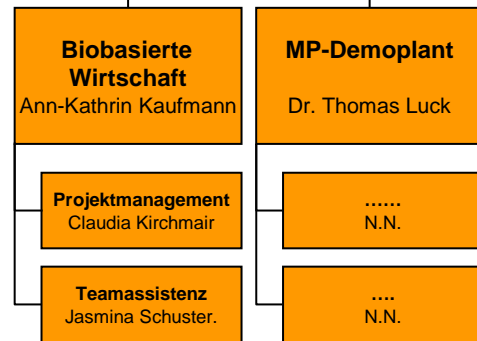 Biobasierte
Wirtschaft
Ann-Kathrin Kaufmann
Projektmanagement
Claudia Kirchmair
Teamassistenz
Jasmina Schuster.
MP-Demoplant
Dr. Thomas Luck
……
N.N.
….
N.N.